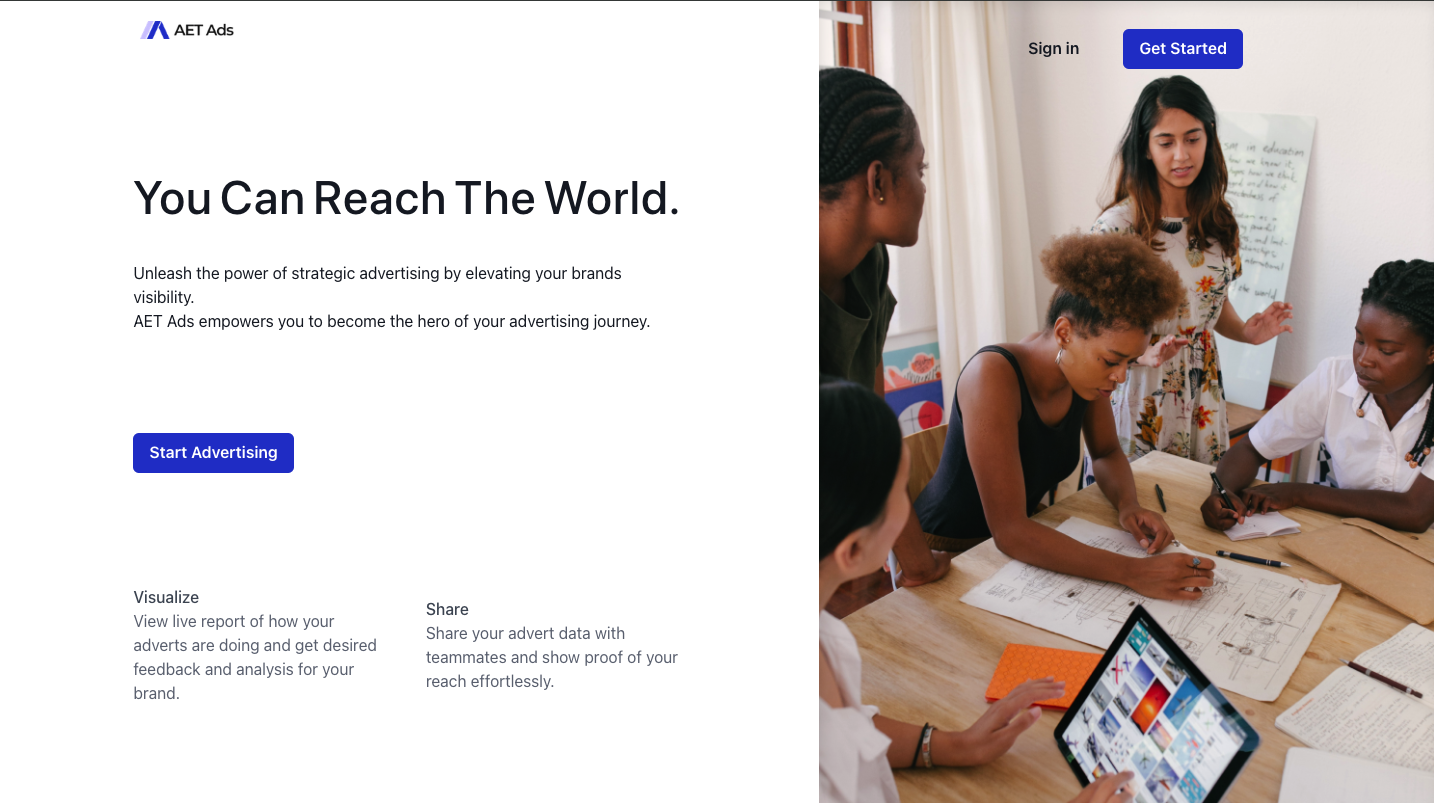 AET Ads
Sign in
Get Started
You Can Reach The World.
Unleash the power of strategic advertising by elevating your brands
visibility.
AET Ads empowers you to become the hero of your advertising journey.
Start Advertising
Visualize
View live report of how your
adverts are doing and get desired
feedback and analysis for your
brand.
Share
Share your advert data with
teammates and show proof of your
reach effortlessly.
in education